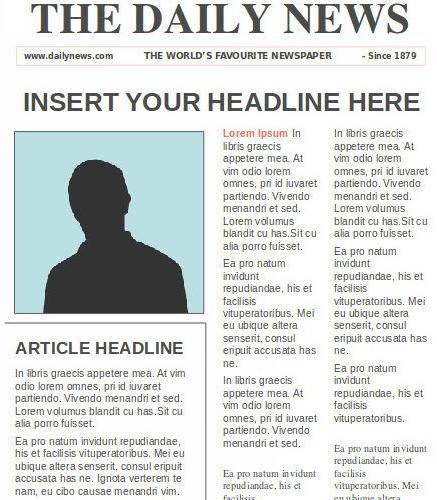 THE DAILY NEWS
www.dailynews.com THE WORLD'S FAVOURITE NEWSPAPER - Since 1879
INSERT YOUR HEADLINE HERE
ARTICLE HEADLINE
In libris graecis appetere mea. At vim
odio lorem omnes, pri id iuvaret
partiendo. Vivendo menandri et sed.
Lorem volumus blandit cu has.Sit cu
alia porro fuisset.
Ea pro natum invidunt repudiandae,
his et facilisis vituperatoribus. Mei eu
ubique altera senserit, consul eripuit
accusata has ne. Ignota verterem te
nam, eu cibo causae menandri vim.
Lorem Ipsum In
libris graecis
appetere mea. At
vim odio lorem
omnes, pri id iuvaret
partiendo. Vivendo
menandri et sed.
Lorem volumus
blandit cu has.Sit cu
alia porro fuisset.
Ea pro natum
invidunt
repudiandae, his et
facilisis
vituperatoribus. Mei
eu ubique altera
senserit, consul
eripuit accusata has
ne.
In libris graecis
appetere mea. At
vim odio lorem
omnes, pri id iuvaret
partiendo. Vivendo
menandri et sed.
Ea pro natum invidunt
repudiandae, his et
facilisis
In libris graecis
appetere mea. At
vim odio lorem
omnes, pri id iuvaret
partiendo. Vivendo
menandri et sed.
Lorem volumus
blandit cu has.Sit cu
alia porro fuisset.
Ea pro natum
invidunt
repudiandae, his et
facilisis
vituperatoribus. Mei
eu ubique altera
senserit, consul
eripuit accusata has
ne.
Ea pro natum
invidunt
repudiandae, his et
facilisis
vituperatoribus.
Ea pro natum invidunt
repudiandae, his et
facilisis
vituperatoribus. Mei
eu ubique altera